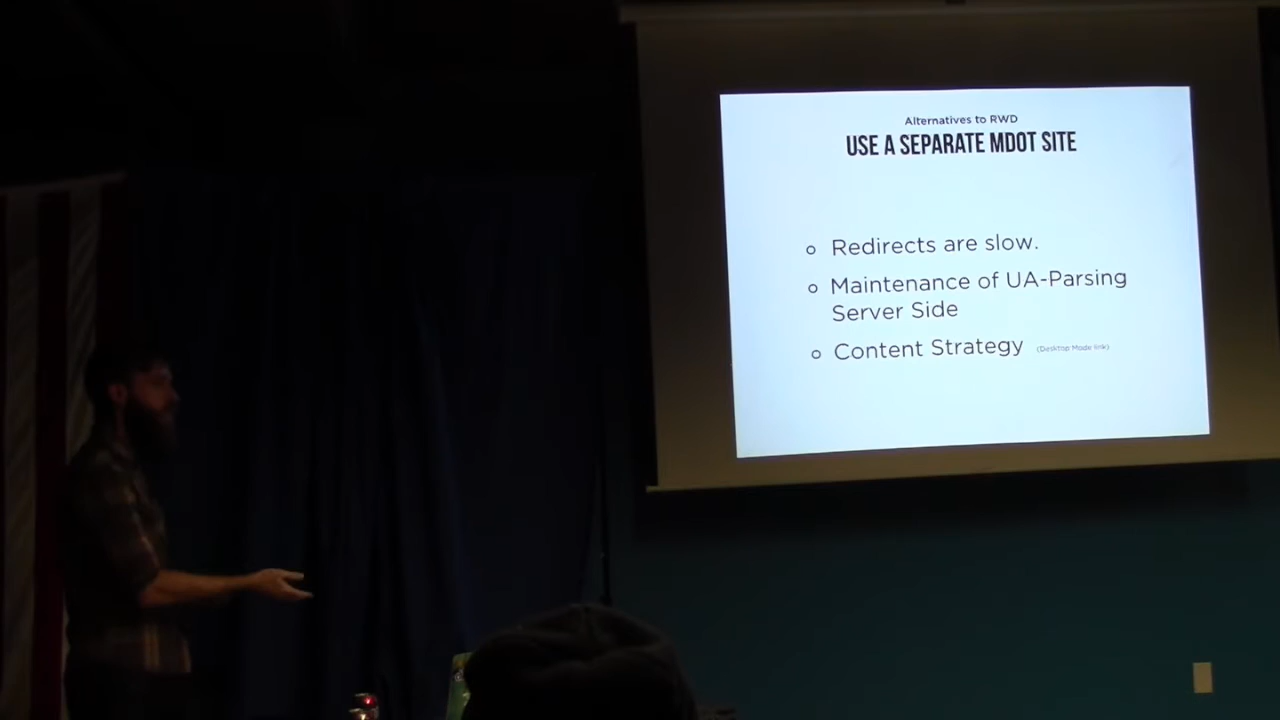 Alternatives to RWD
USE A SEPARATE MDOT SITE
Redirects are slow.
Maintenance of UA-Parsing
Server Side
Content Strategy (Desktop Mode link)